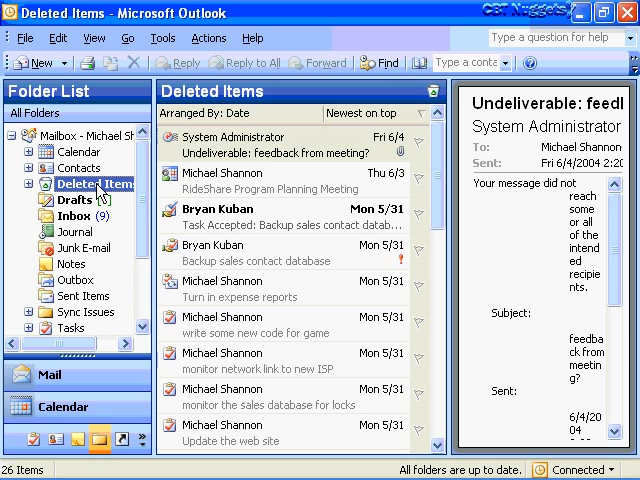 Deleted Items - Microsoft Outlook
CBT Nuggets
File Edit View Go Tools Actions Help
Type a question for help
New Reply Reply to All Forward Find Type a conta
Folder List
All Folders
Mailbox - Michael Sh
Calendar
Contacts
Deleted Items
Drafts
Inbox (9)
Journal
Junk E-mail
Notes
Outbox
Sent Items
Sync Issues
Tasks
Mail
Calendar
Deleted Items
Arranged By: Date Newest on top
System Administrator Fri 6/4
Undeliverable: feedback from meeting?
Michael Shannon Thu 6/3
RideShare Program Planning Meeting
Bryan Kuban Mon 5/31
Task Accepted: Backup sales contact datab...
Bryan Kuban Mon 5/31
Backup sales contact database
Michael Shannon Mon 5/31
Turn in expense reports
Michael Shannon Mon 5/31
write some new code for game
Michael Shannon Mon 5/31
monitor network link to new ISP
Michael Shannon Mon 5/31
monitor the sales database for locks
Michael Shannon Mon 5/31
Update the web site
Undeliverable: feed
System Administrator
To: Michael Shannon
Sent: Fri 6/4/2004 2:20
Your message did not
reach
some
or all
of the
intend
ed
recipie
nts.
Subject:
feedba
ck from
meetin
g?
Sent:
6/4/20
04
26 Items
All folders are up to date.
Connected